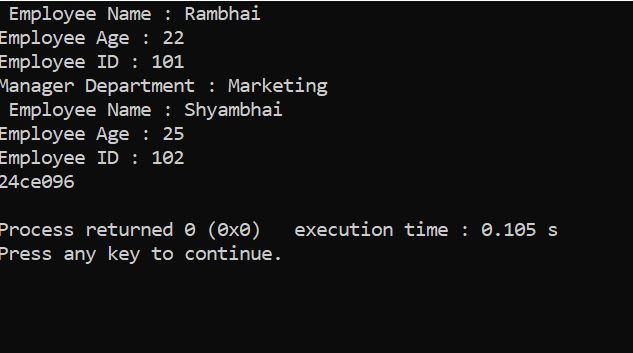 Employee Name : Rambhai
Employee Age : 22
Employee ID : 101
Manager Department : Marketing
Employee Name : Shyambhai
Employee Age : 25
Employee ID : 102
24ce096
Process returned 0 (0x0)   execution time : 0.105 s
Press any key to continue.